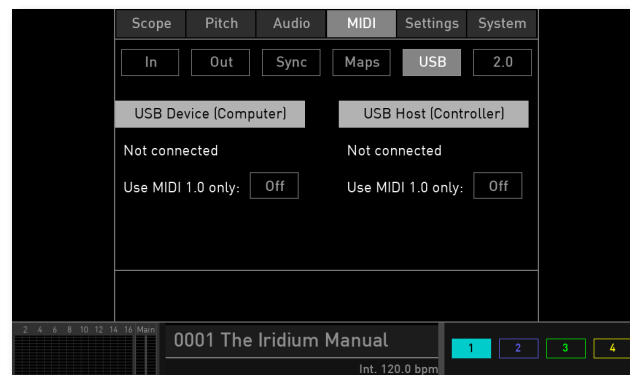 Scope Pitch Audio MIDI Settings System
In Out Sync Maps USB 2.0
USB Device (Computer) USB Host (Controller)
Not connected Not connected
Use MIDI 1.0 only: Off Use MIDI 1.0 only: Off
2 4 6 8 10 12 14 16 Main
0001 The Iridium Manual
1 2 3 4
Int. 120.0 bpm